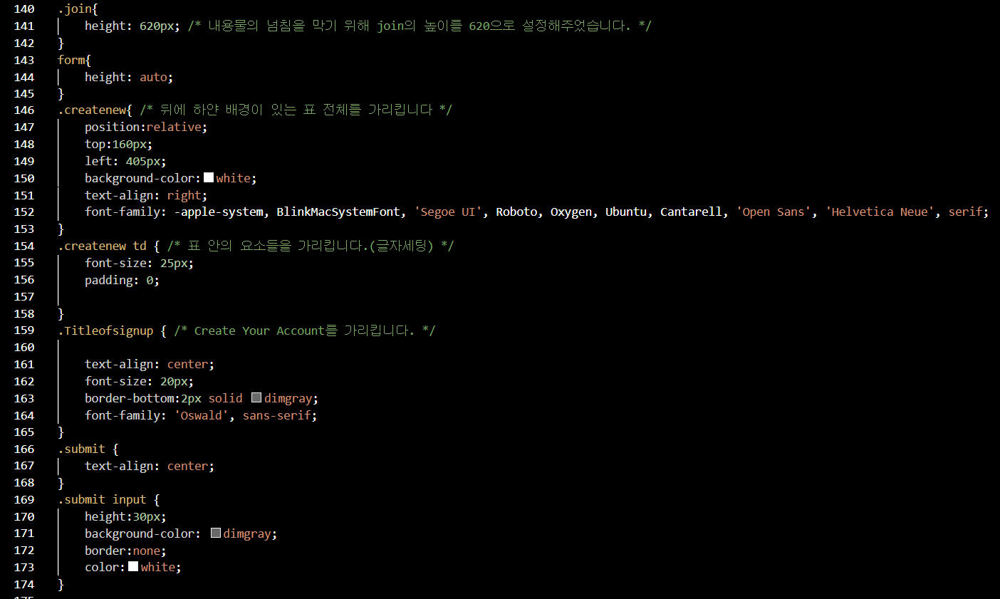 140 .join{
141 height: 620px; /* 내용물의 넘침을 막기 위해 join의 높이를 620으로 설정해주었습니다. */
142 }
143 form{
144 height: auto;
145 }
146 .createnew{ /* 뒤에 하얀 배경이 있는 표 전체를 가리킵니다 */
147 position:relative;
148 top:160px;
149 left: 405px;
150 background-color:white;
151 text-align: right;
152 font-family: -apple-system, BlinkMacSystemFont, 'Segoe UI', Roboto, Oxygen, Ubuntu, Cantarell, 'Open Sans', 'Helvetica Neue', serif;
153 }
154 .createnew td { /* 표 안의 요소들을 가리킵니다.(글자세팅) */
155 font-size: 25px;
156 padding: 0;
157
158 }
159 .Titleofsignup { /* Create Your Account를 가리킵니다. */
160
161 text-align: center;
162 font-size: 20px;
163 border-bottom:2px solid dimgray;
164 font-family: 'Oswald', sans-serif;
165 }
166 .submit {
167 text-align: center;
168 }
169 .submit input {
170 height:30px;
171 background-color: dimgray;
172 border:none;
173 color:white;
174 }